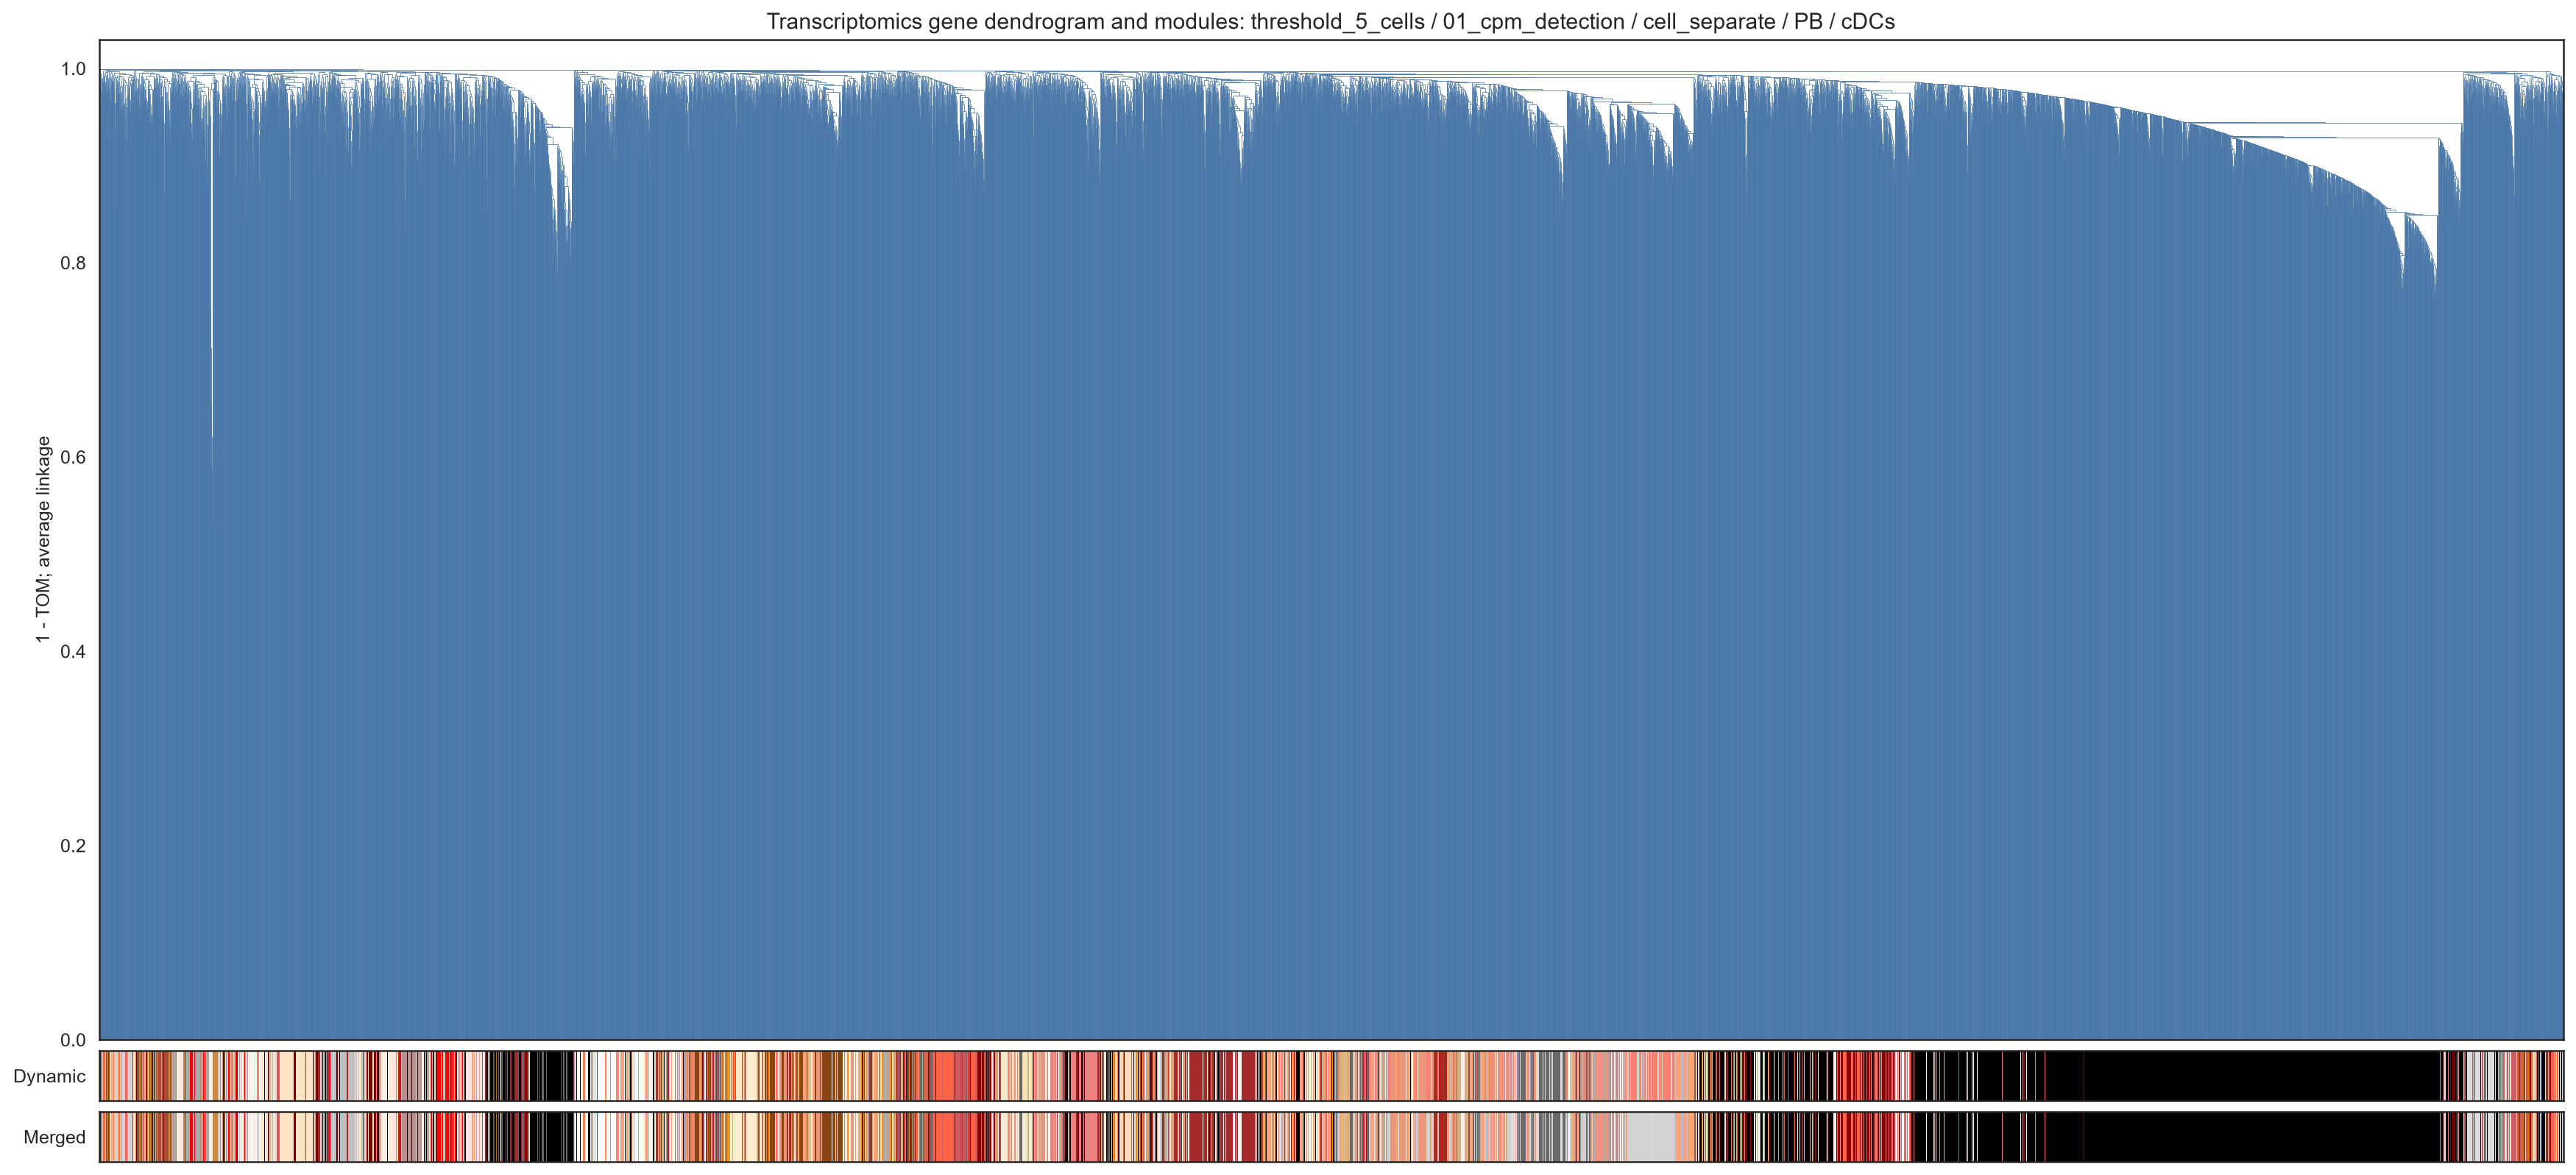 Transcriptomics gene dendrogram and modules: threshold_5_cells / 01_cpm_detection / cell_separate / PB / cDCs
1.0
0.8
0.6
0.4
0.2
0.0
1 - TOM; average linkage
Dynamic
Merged